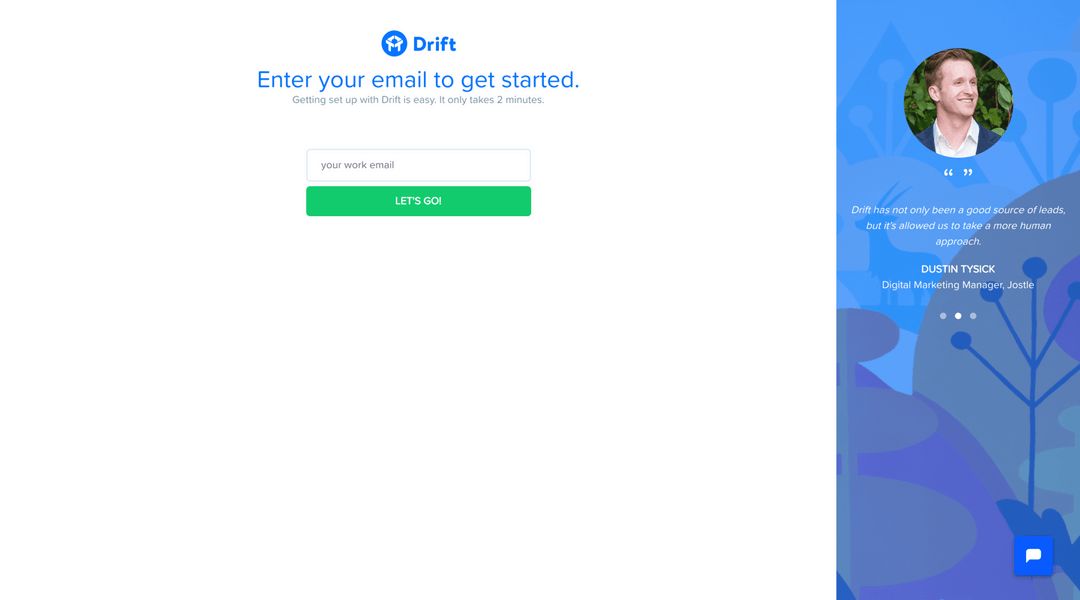 Drift
Enter your email to get started.
Getting set up with Drift is easy. It only takes 2 minutes.
your work email
LET'S GO!
“ ”
Drift has not only been a good source of leads,
but it's allowed us to take a more human
approach.
DUSTIN TYSICK
Digital Marketing Manager, Jostle